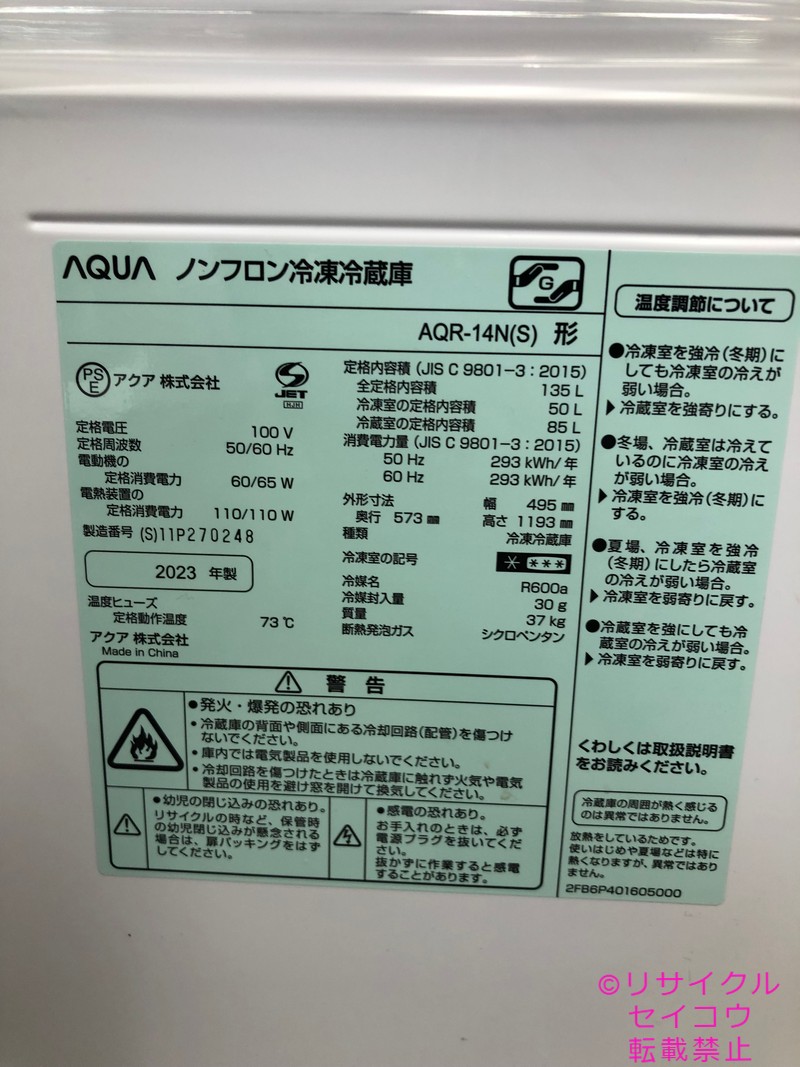 AQUA ノンフロン冷凍冷蔵庫
G
AQR-14N(S) 形
PSE アクア 株式会社
S JET
HJH
定格電圧 100 V
定格周波数 50/60 Hz
電動機の
定格消費電力 60/65 W
電熱装置の
定格消費電力 110/110 W
製造番号 (S)11P270248
2023 年製
温度ヒューズ
定格動作温度 73 ℃
アクア 株式会社
Made in China
定格内容積 (JIS C 9801-3:2015)
全定格内容積 135 L
冷凍室の定格内容積 50 L
冷蔵室の定格内容積 85 L
消費電力量 (JIS C 9801-3:2015)
50 Hz 293 kWh/年
60 Hz 293 kWh/年
外形寸法 幅 495 ㎜
奥行 573 ㎜ 高さ 1193 ㎜
種類 冷凍冷蔵庫
冷凍室の記号 * ***
冷媒名 R600a
冷媒封入量 30 g
質量 37 kg
断熱発泡ガス シクロペンタン
⚠ 警告
●発火・爆発の恐れあり
・冷蔵庫の背面や側面にある冷却回路(配管)を傷つけ
ないでください。
・庫内では電気製品を使用しないでください。
・冷却回路を傷つけたときは冷蔵庫に触れず火気や電気
製品の使用を避け窓を開けて換気してください。
●幼児の閉じ込みの恐れあり。
リサイクルの時など、保管時
の幼児閉じ込みが懸念される
場合は、扉パッキングをはず
してください。
●感電の恐れあり。
お手入れのときは、必ず
電源プラグを抜いてくだ
さい。
抜かずに作業すると感電
することがあります。
温度調節について
●冷凍室を強冷(冬期)に
しても冷凍室の冷えが
弱い場合。
▶冷蔵室を強寄りにする。
●冬場、冷蔵室は冷えて
いるのに冷凍室の冷え
が弱い場合。
▶冷凍室を強冷(冬期)に
する。
●夏場、冷凍室を強冷
(冬期)にしたら冷蔵室
の冷えが弱い場合。
▶冷凍室を弱寄りに戻す。
●冷蔵室を強にしても冷
蔵室の冷えが弱い場合。
▶冷凍室を弱寄りに戻す。
くわしくは取扱説明書
をお読みください。
冷蔵庫の周囲が熱く感じる
のは異常ではありません。
放熱をしているためです。
使いはじめや夏場などは特に
熱くなりますが、異常ではあり
ません。
2FB6P401605000
©リサイクル
セイコウ
転載禁止